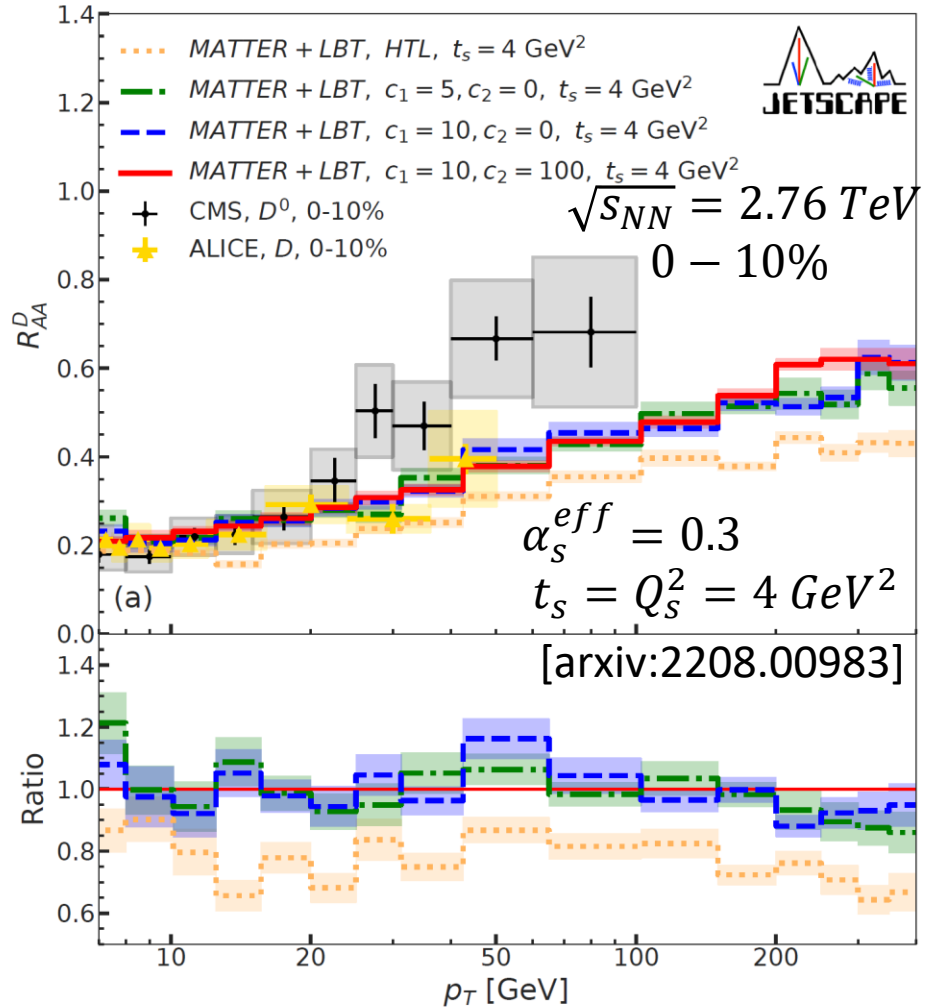 1.4
1.2
1.0
0.8
0.6
0.4
0.2
0.0
R_{AA}^{D}
MATTER + LBT, HTL, t_s = 4 GeV²
MATTER + LBT, c₁ = 5, c₂ = 0, t_s = 4 GeV²
MATTER + LBT, c₁ = 10, c₂ = 0, t_s = 4 GeV²
MATTER + LBT, c₁ = 10, c₂ = 100, t_s = 4 GeV²
CMS, D⁰, 0-10%
ALICE, D, 0-10%
JETSCAPE
√s_{NN} = 2.76 TeV
0 − 10%
α_s^{eff} = 0.3
t_s = Q_s² = 4 GeV²
(a)
[arxiv:2208.00983]
1.4
1.2
1.0
0.8
0.6
Ratio
10 20 50 100 200
p_T [GeV]